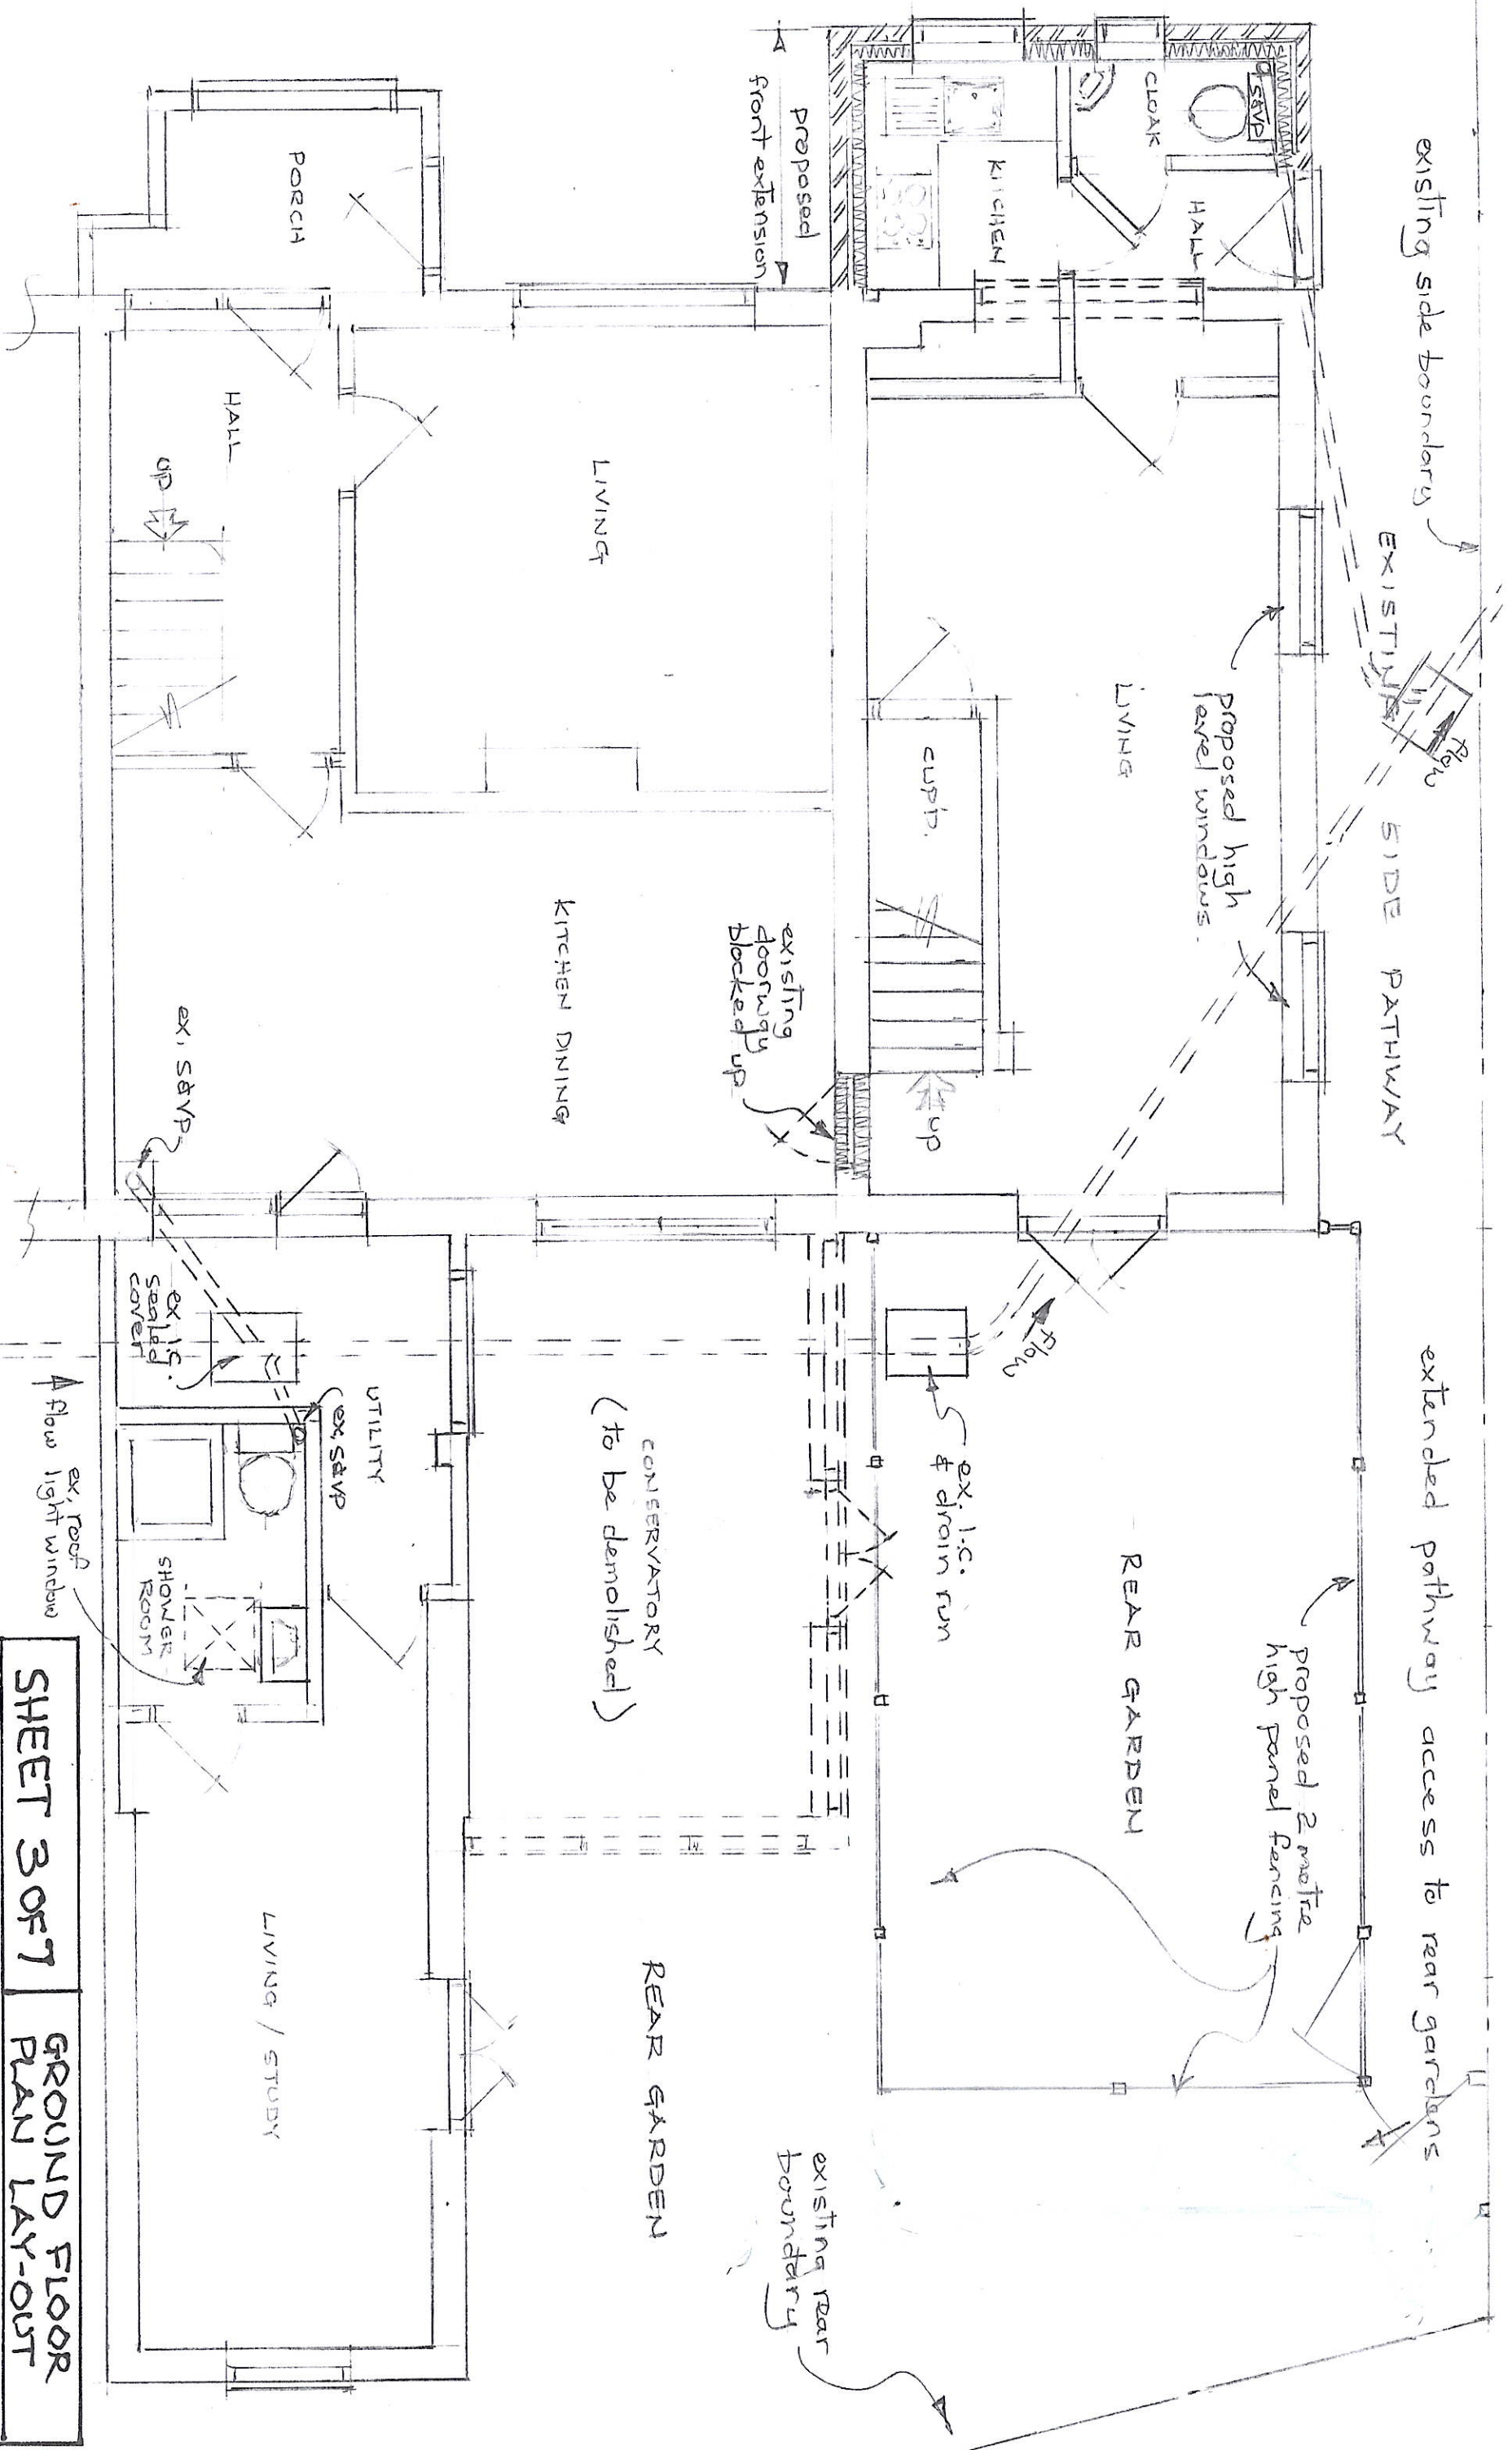 existing side boundary
EXISTING SIDE PATHWAY
extended pathway access to rear gardens
S&VP
CLOAK
HALL
KITCHEN
proposed
front extension
flow
proposed high
level windows.
LIVING
CUP'D.
up
existing
doorway
blocked up
proposed 2 metre
high panel fencing
REAR GARDEN
flow
ex. I.C.
& drain run
PORCH
HALL
UP
LIVING
KITCHEN DINING
ex. S&VP
CONSERVATORY
(to be demolished)
REAR GARDEN
existing rear
boundary
ex. I.C.
sealed
cover
UTILITY
ex. S&VP
SHOWER
ROOM
flow
ex. roof
light window
LIVING / STUDY
SHEET 3 OF 7
GROUND FLOOR
PLAN LAY-OUT